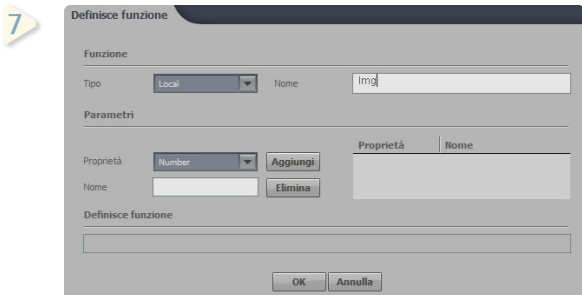 7
Definisce funzione
Funzione
Tipo Local Nome Img
Parametri
Proprietà Nome
Proprietà Number Aggiungi
Nome Elimina
Definisce funzione
OK Annulla